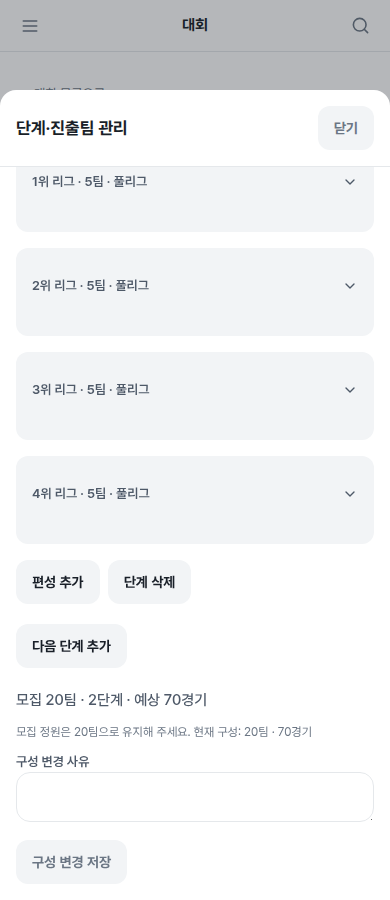 대회
단계·진출팀 관리
닫기
1위 리그 · 5팀 · 풀리그
2위 리그 · 5팀 · 풀리그
3위 리그 · 5팀 · 풀리그
4위 리그 · 5팀 · 풀리그
편성 추가
단계 삭제
다음 단계 추가
모집 20팀 · 2단계 · 예상 70경기
모집 정원은 20팀으로 유지해 주세요. 현재 구성: 20팀 · 70경기
구성 변경 사유
구성 변경 저장